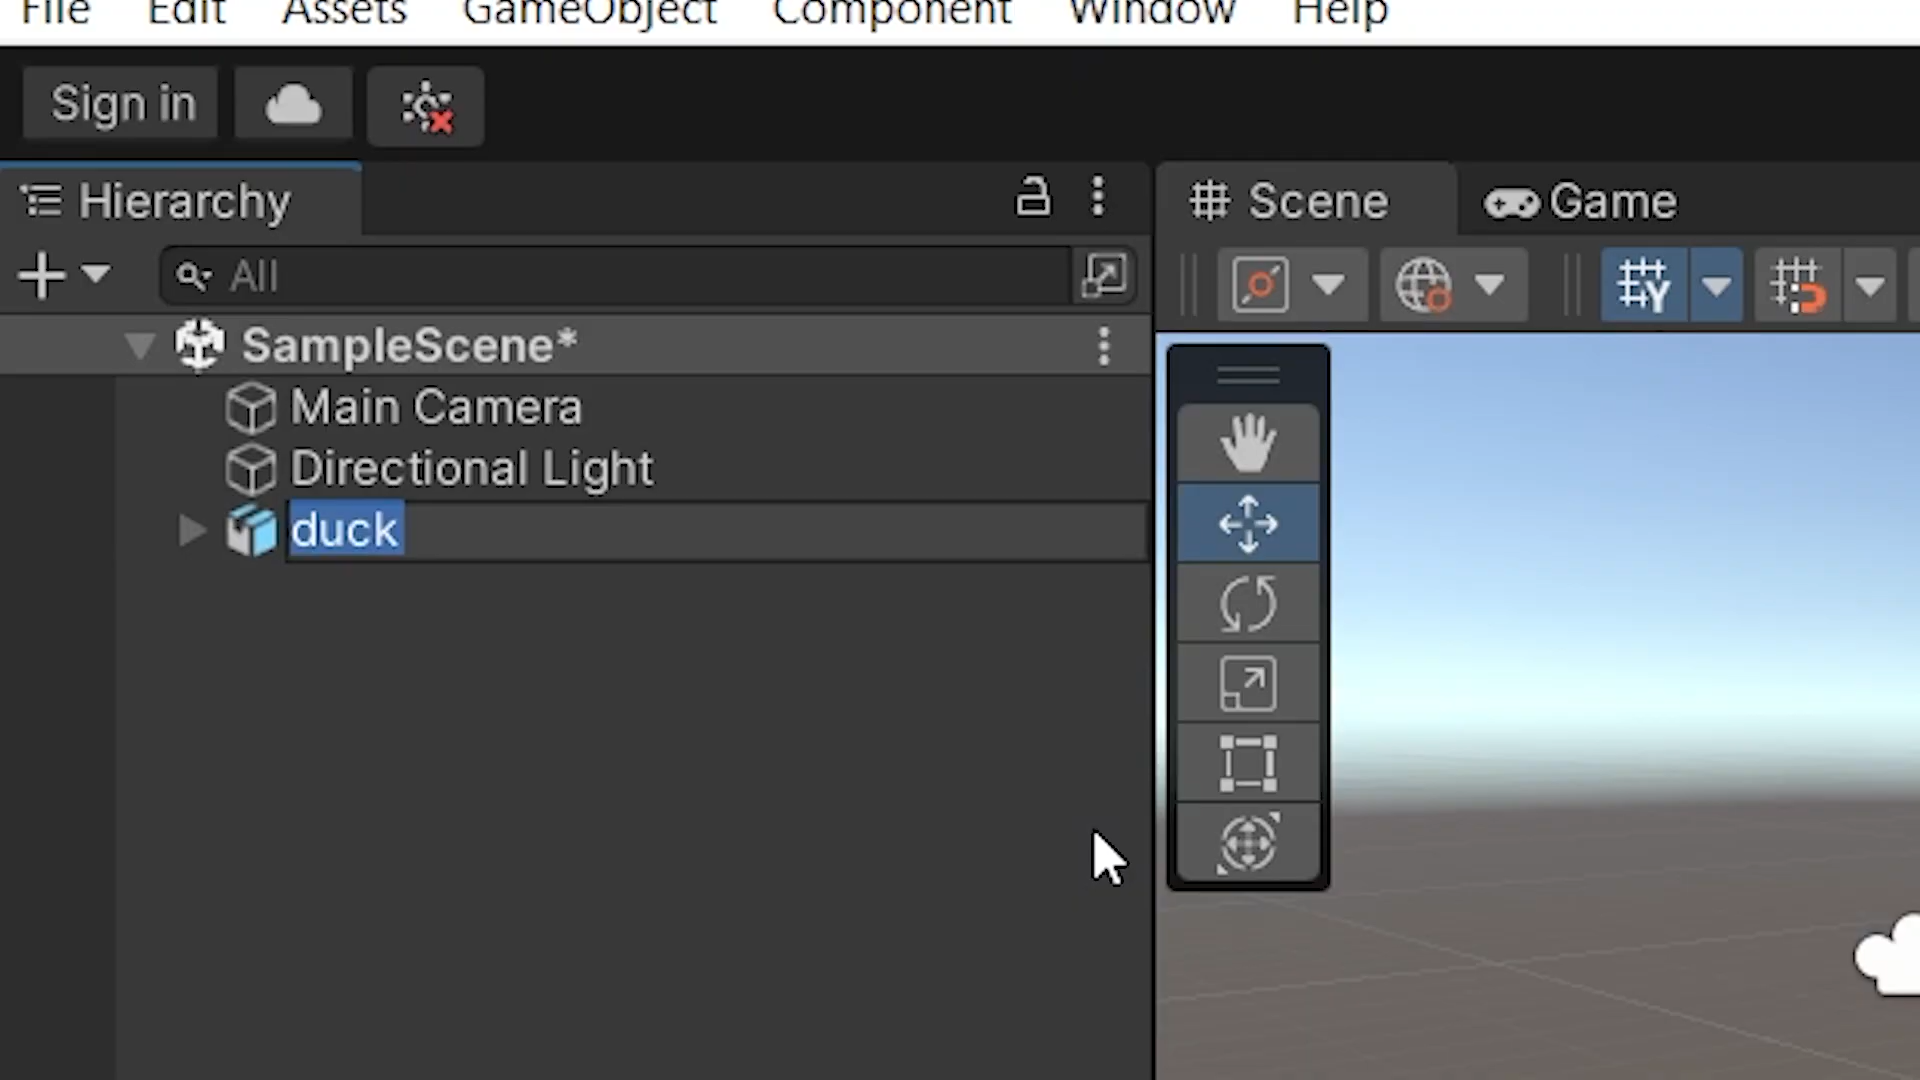 File Edit Assets GameObject Component Window Help
Sign in
Hierarchy
Scene
Game
All
SampleScene*
Main Camera
Directional Light
duck